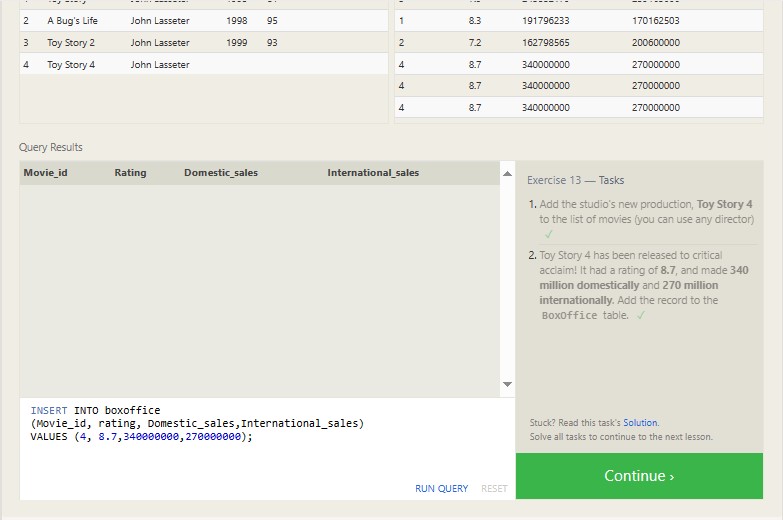 2 A Bug's Life John Lasseter 1998 95
3 Toy Story 2 John Lasseter 1999 93
4 Toy Story 4 John Lasseter
1 8.3 191796233 170162503
2 7.2 162798565 200600000
4 8.7 340000000 270000000
4 8.7 340000000 270000000
4 8.7 340000000 270000000
Query Results
Movie_id Rating Domestic_sales International_sales
Exercise 13 — Tasks
1. Add the studio's new production, Toy Story 4
to the list of movies (you can use any director)
✓
2. Toy Story 4 has been released to critical
acclaim! It had a rating of 8.7, and made 340
million domestically and 270 million
internationally. Add the record to the
BoxOffice table. ✓
INSERT INTO boxoffice
(Movie_id, rating, Domestic_sales,International_sales)
VALUES (4, 8.7,340000000,270000000);
RUN QUERY RESET
Stuck? Read this task's Solution.
Solve all tasks to continue to the next lesson.
Continue ›